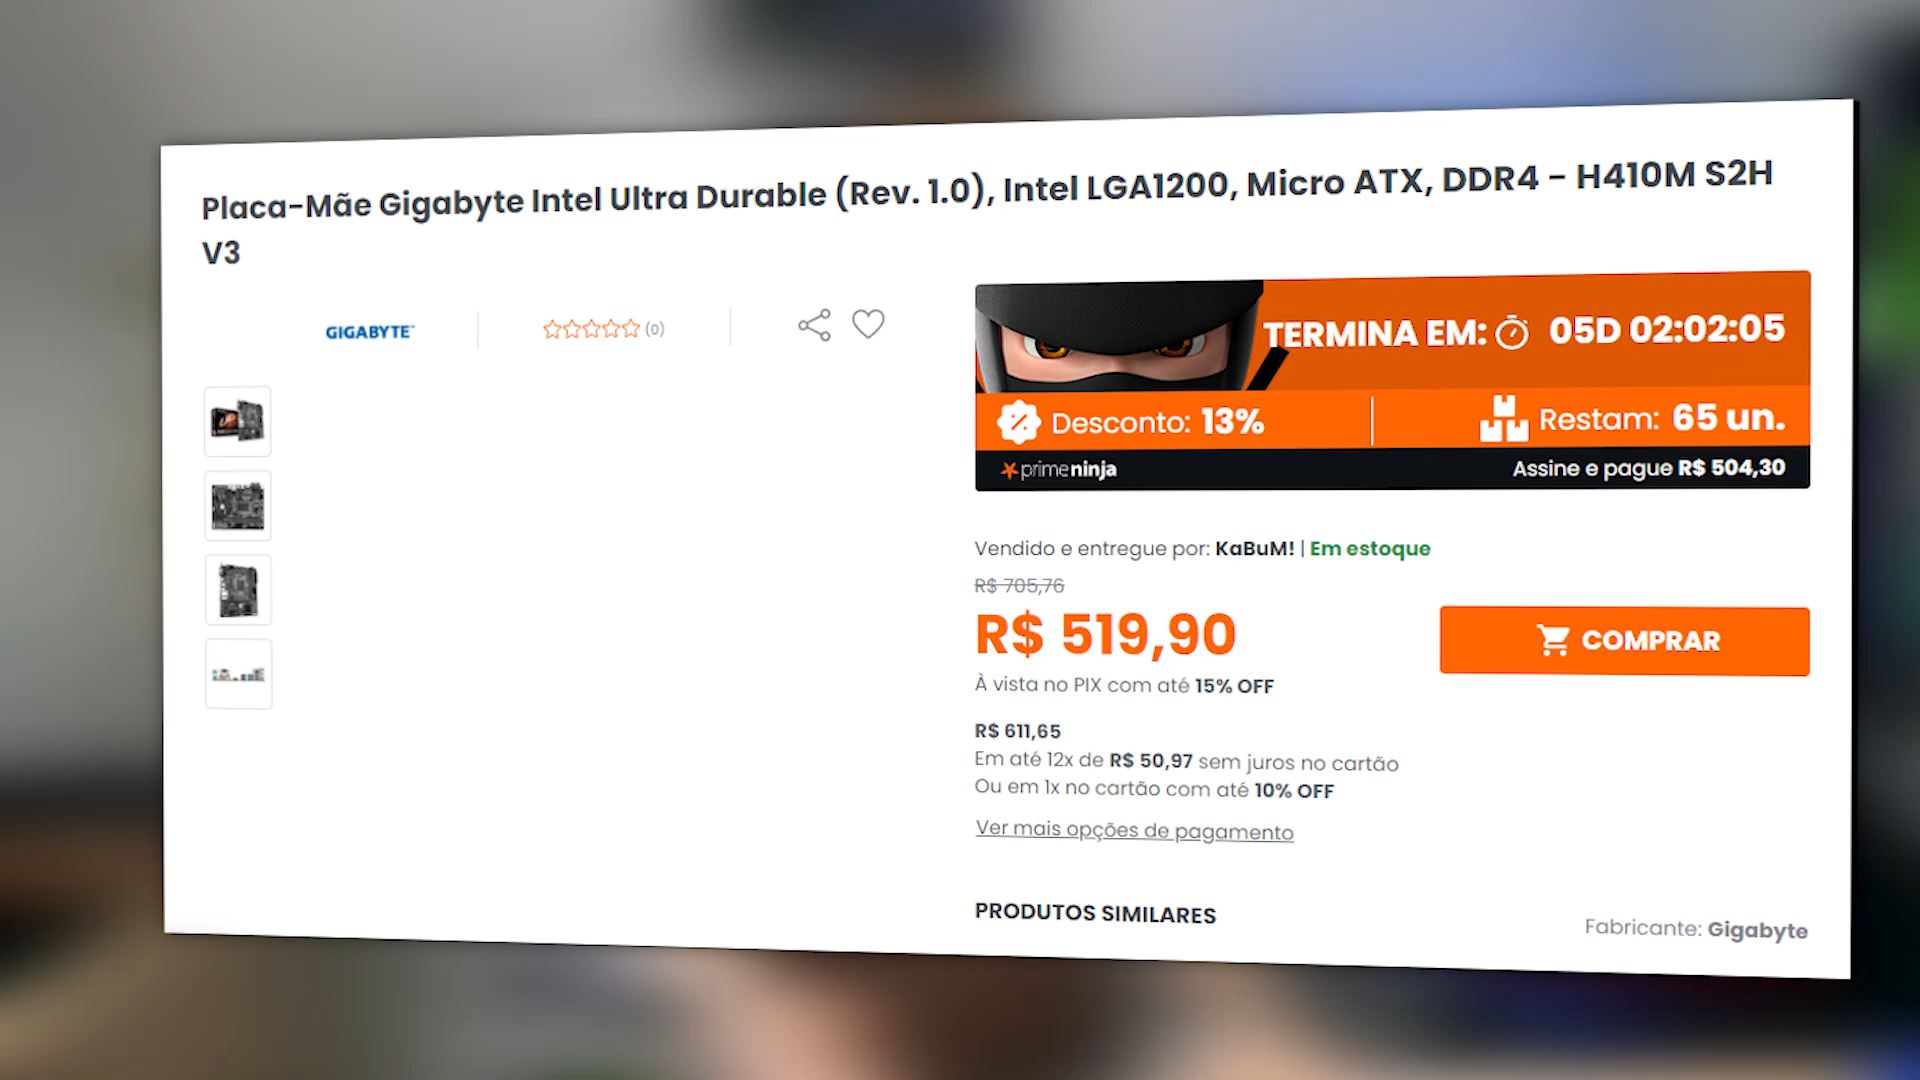 Placa-Mãe Gigabyte Intel Ultra Durable (Rev. 1.0), Intel LGA1200, Micro ATX, DDR4 - H410M S2H
V3
GIGABYTE™
(0)
TERMINA EM: 05D 02:02:05
Desconto: 13%
Restam: 65 un.
primeninja
Assine e pague R$ 504,30
Vendido e entregue por: KaBuM! | Em estoque
R$ 705,76
R$ 519,90
COMPRAR
À vista no PIX com até 15% OFF
R$ 611,65
Em até 12x de R$ 50,97 sem juros no cartão
Ou em 1x no cartão com até 10% OFF
Ver mais opções de pagamento
PRODUTOS SIMILARES
Fabricante: Gigabyte